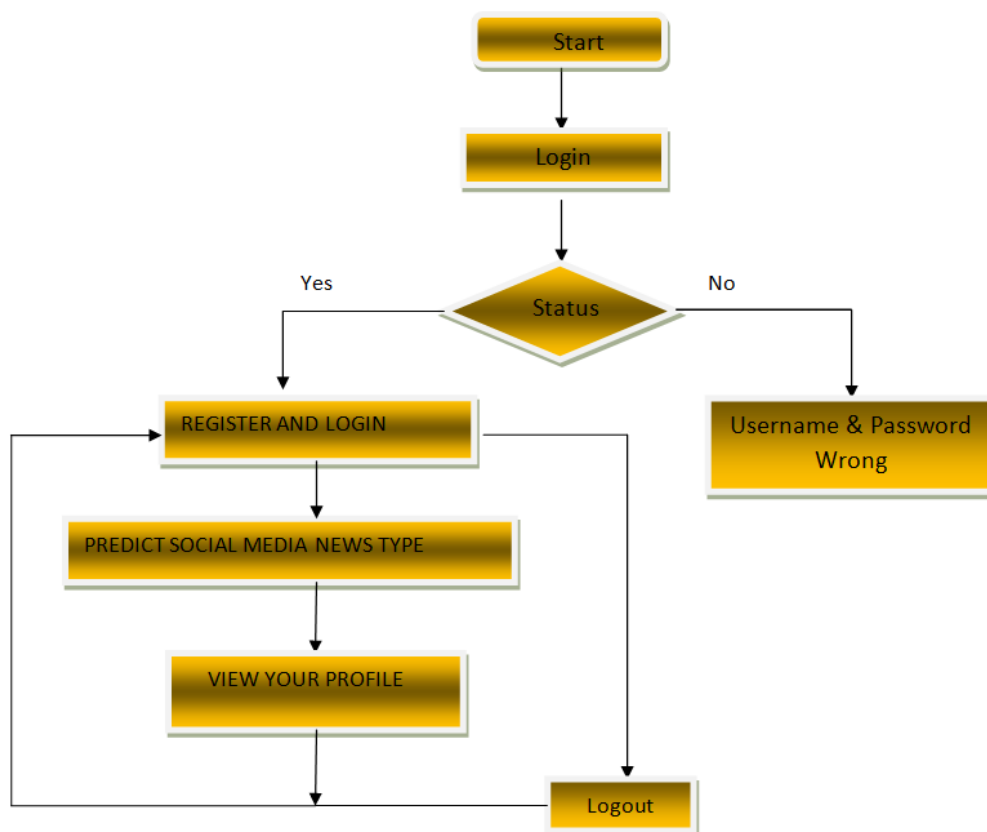 Start
Login
Yes
No
Status
REGISTER AND LOGIN
Username & Password
Wrong
PREDICT SOCIAL MEDIA NEWS TYPE
VIEW YOUR PROFILE
Logout